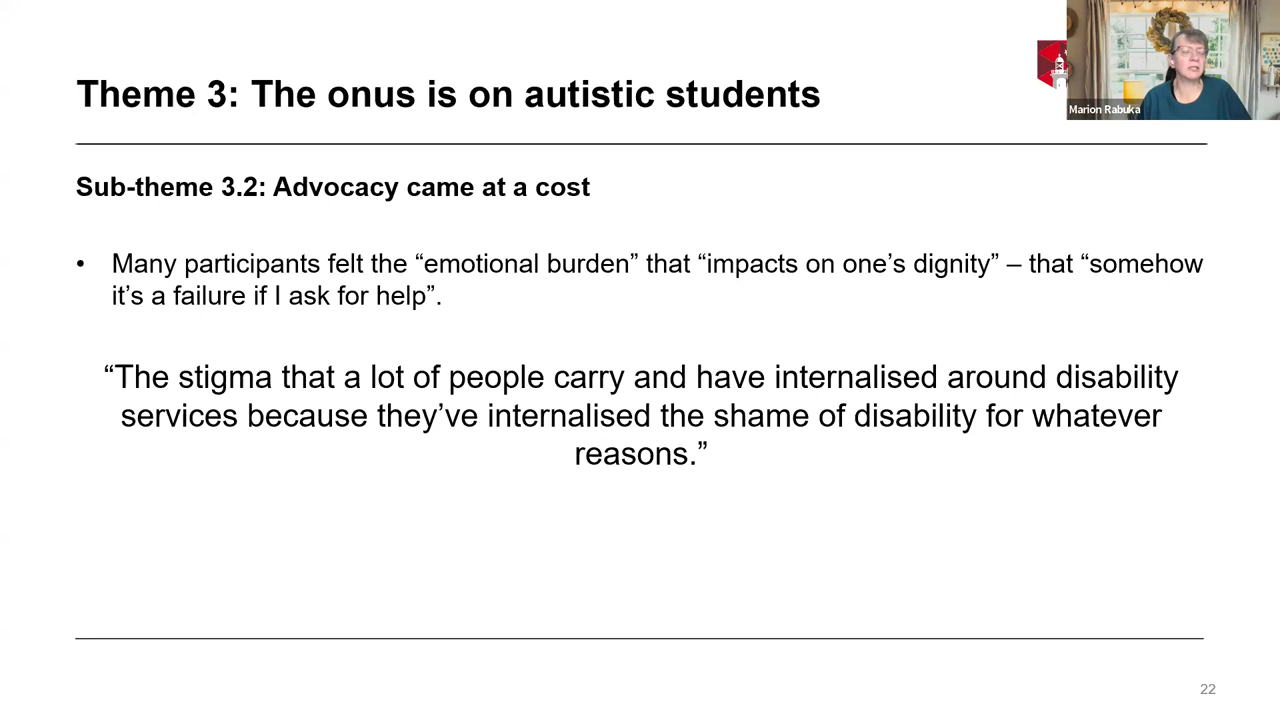 Theme 3: The onus is on autistic students
Marion Rabuka
Sub-theme 3.2: Advocacy came at a cost
• Many participants felt the “emotional burden” that “impacts on one’s dignity” – that “somehow
it’s a failure if I ask for help”.
“The stigma that a lot of people carry and have internalised around disability
services because they’ve internalised the shame of disability for whatever
reasons.”
22